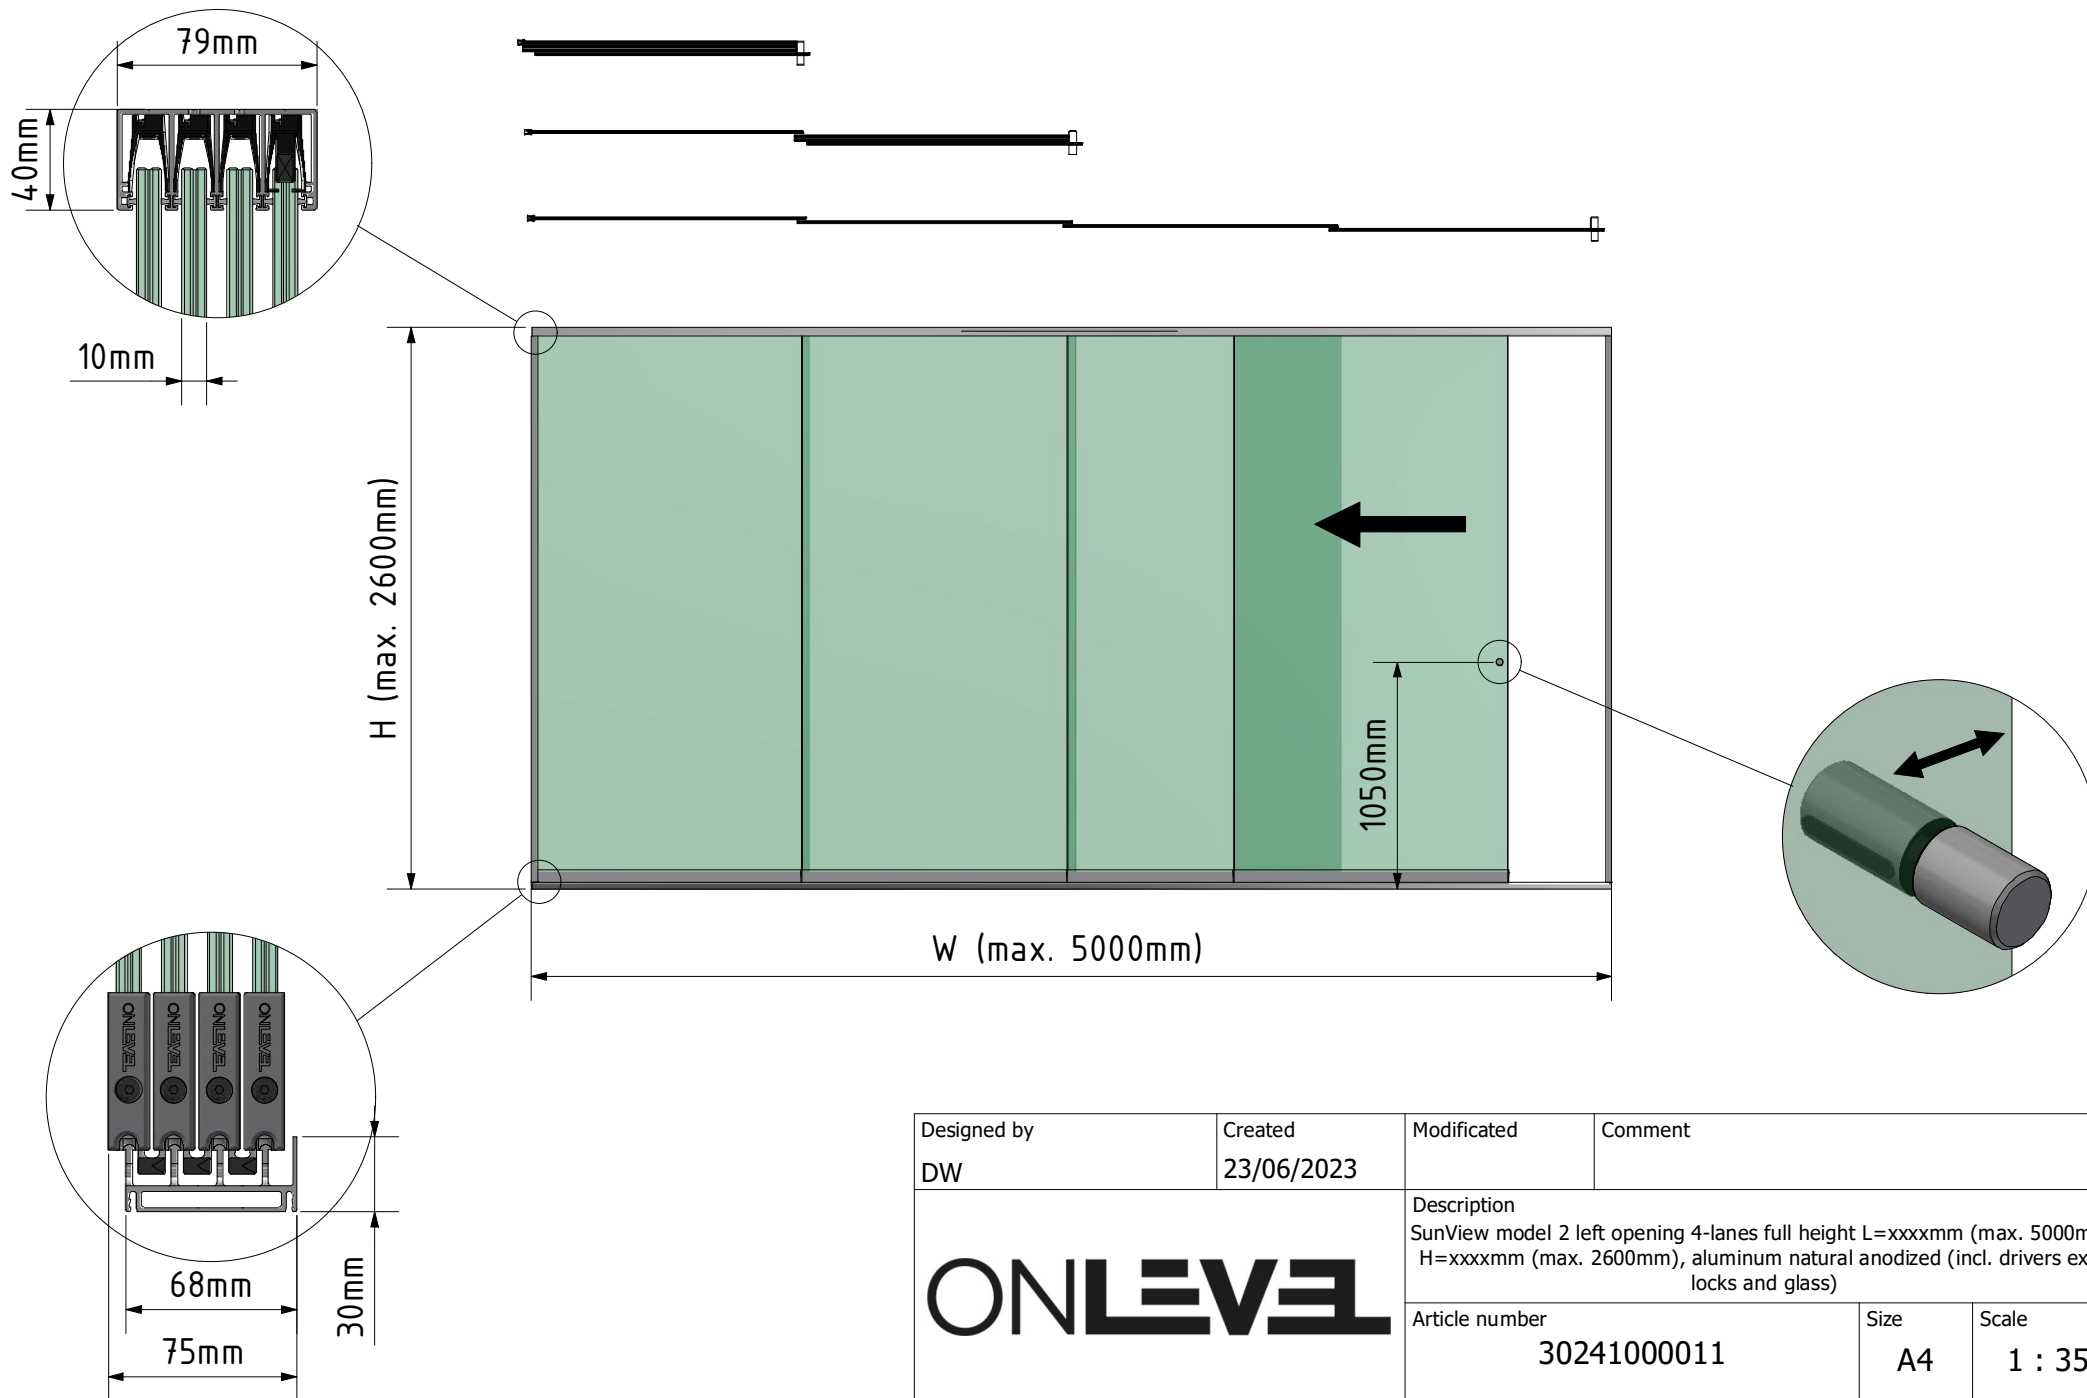 79mm
40mm
10mm
H (max. 2600mm)
1050mm
W (max. 5000mm)
ONLEVEL
ONLEVEL
ONLEVEL
ONLEVEL
68mm
75mm
30mm
Designed by
DW
Created
23/06/2023
Modificated
Comment
ONLEVEL
Description
SunView model 2 left opening 4-lanes full height L=xxxxmm (max. 5000m
H=xxxxmm (max. 2600mm), aluminum natural anodized (incl. drivers ex
locks and glass)
Article number
30241000011
Size
A4
Scale
1 : 35